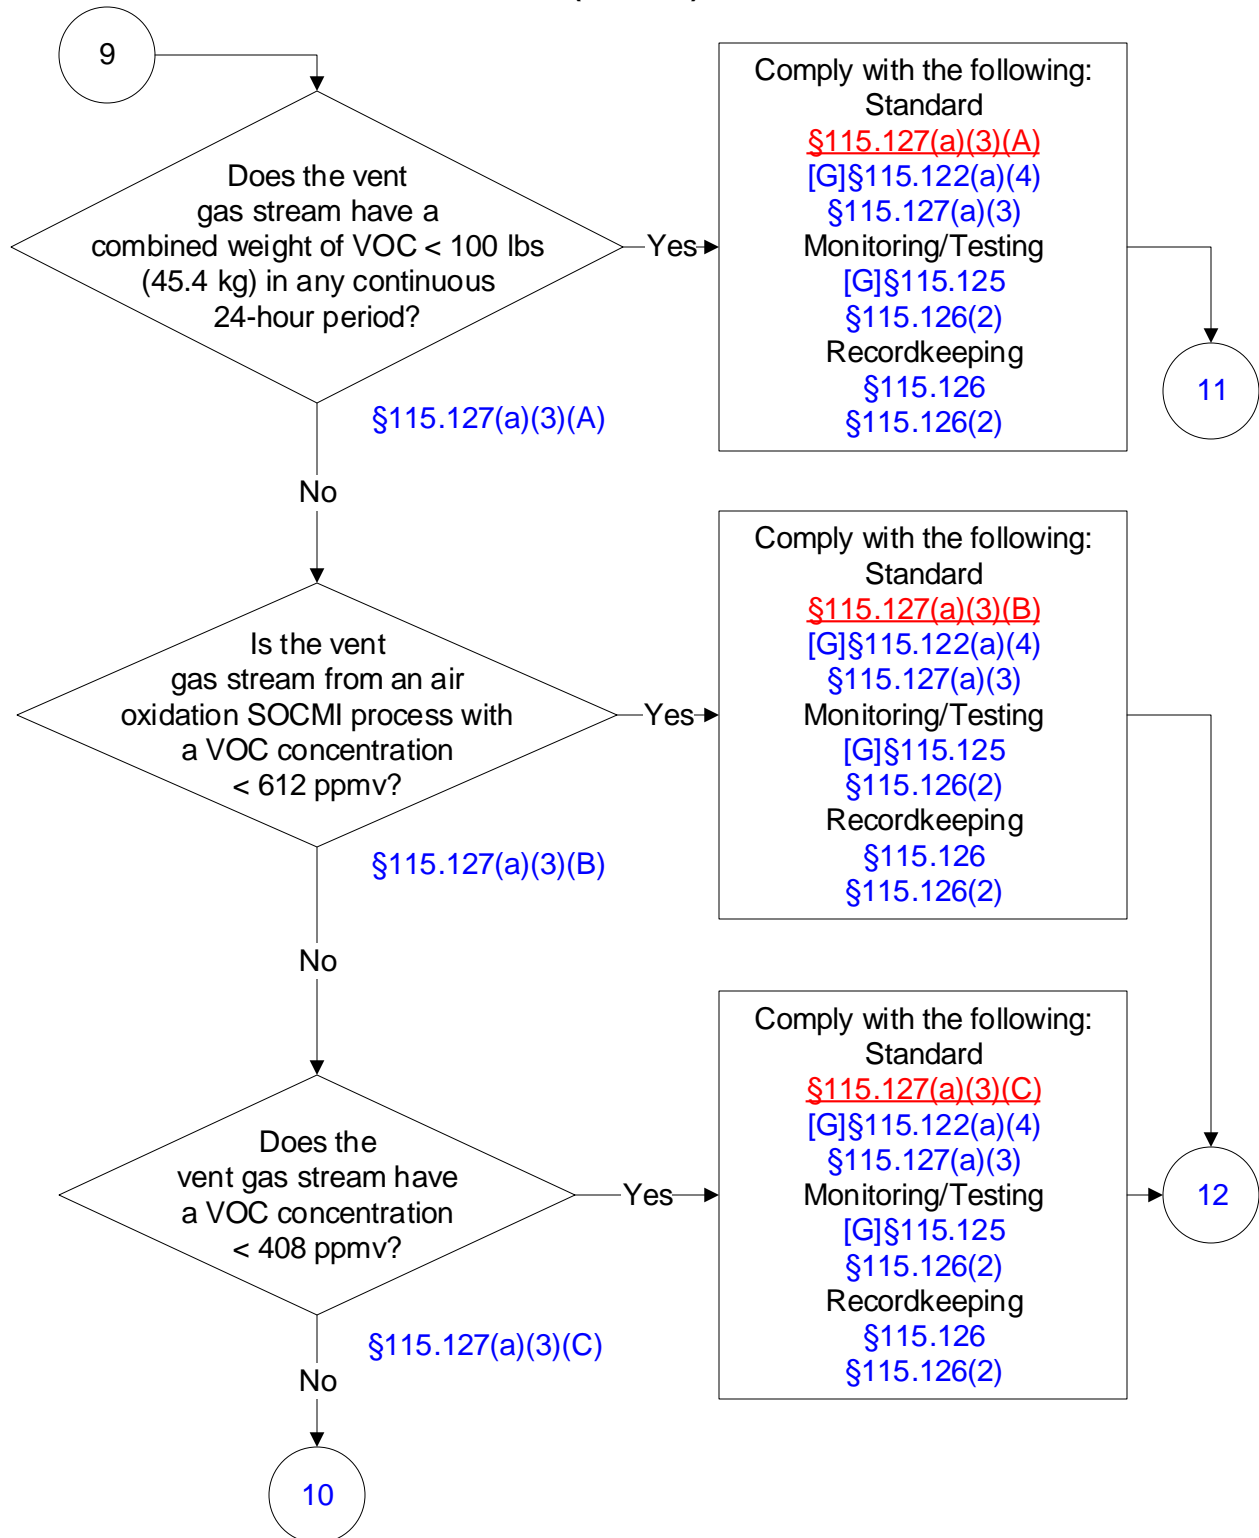 9
Does the vent
gas stream have a
combined weight of VOC < 100 lbs
(45.4 kg) in any continuous
24-hour period?
Yes
Comply with the following:
Standard
§115.127(a)(3)(A)
[G]§115.122(a)(4)
§115.127(a)(3)
Monitoring/Testing
[G]§115.125
§115.126(2)
Recordkeeping
§115.126
§115.126(2)
11
§115.127(a)(3)(A)
No
Is the vent
gas stream from an air
oxidation SOCMI process with
a VOC concentration
< 612 ppmv?
Yes
Comply with the following:
Standard
§115.127(a)(3)(B)
[G]§115.122(a)(4)
§115.127(a)(3)
Monitoring/Testing
[G]§115.125
§115.126(2)
Recordkeeping
§115.126
§115.126(2)
§115.127(a)(3)(B)
No
Does the
vent gas stream have
a VOC concentration
< 408 ppmv?
Yes
Comply with the following:
Standard
§115.127(a)(3)(C)
[G]§115.122(a)(4)
§115.127(a)(3)
Monitoring/Testing
[G]§115.125
§115.126(2)
Recordkeeping
§115.126
§115.126(2)
12
§115.127(a)(3)(C)
No
10